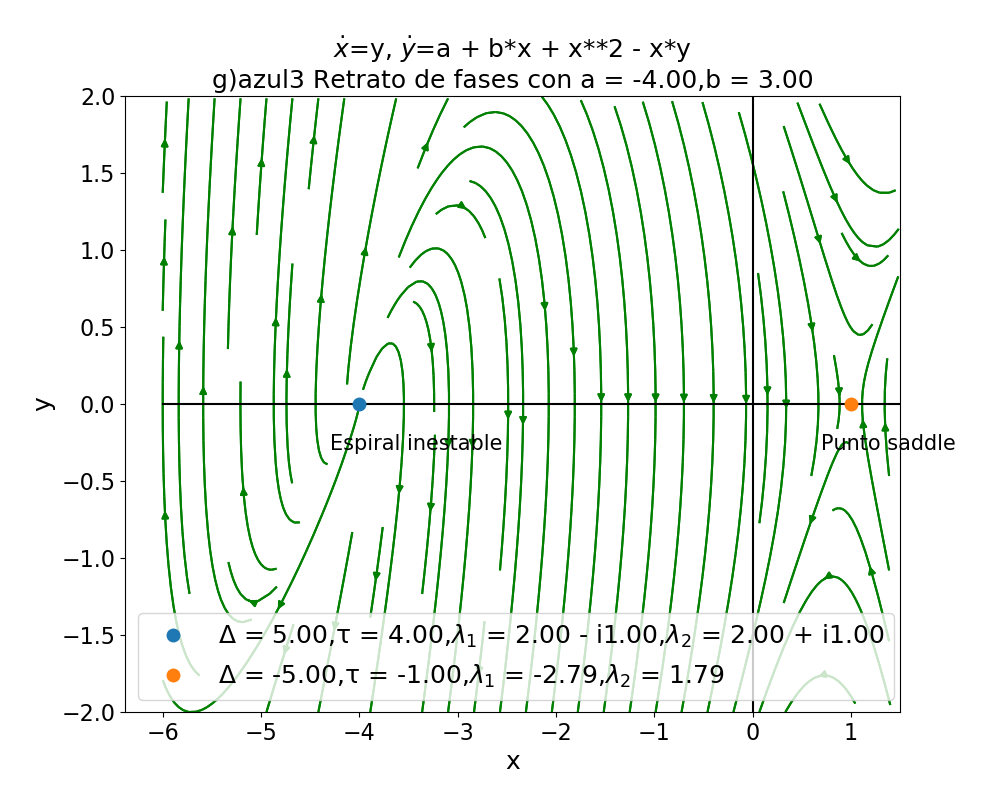 ẋ=y, ẏ=a + b*x + x**2 - x*y
g)azul3 Retrato de fases con a = -4.00,b = 3.00
2.0
1.5
1.0
0.5
0.0
−0.5
−1.0
−1.5
−2.0
y
Espiral inestable
Punto saddle
Δ = 5.00,τ = 4.00,λ₁ = 2.00 - i1.00,λ₂ = 2.00 + i1.00
Δ = -5.00,τ = -1.00,λ₁ = -2.79,λ₂ = 1.79
−6 −5 −4 −3 −2 −1 0 1
x